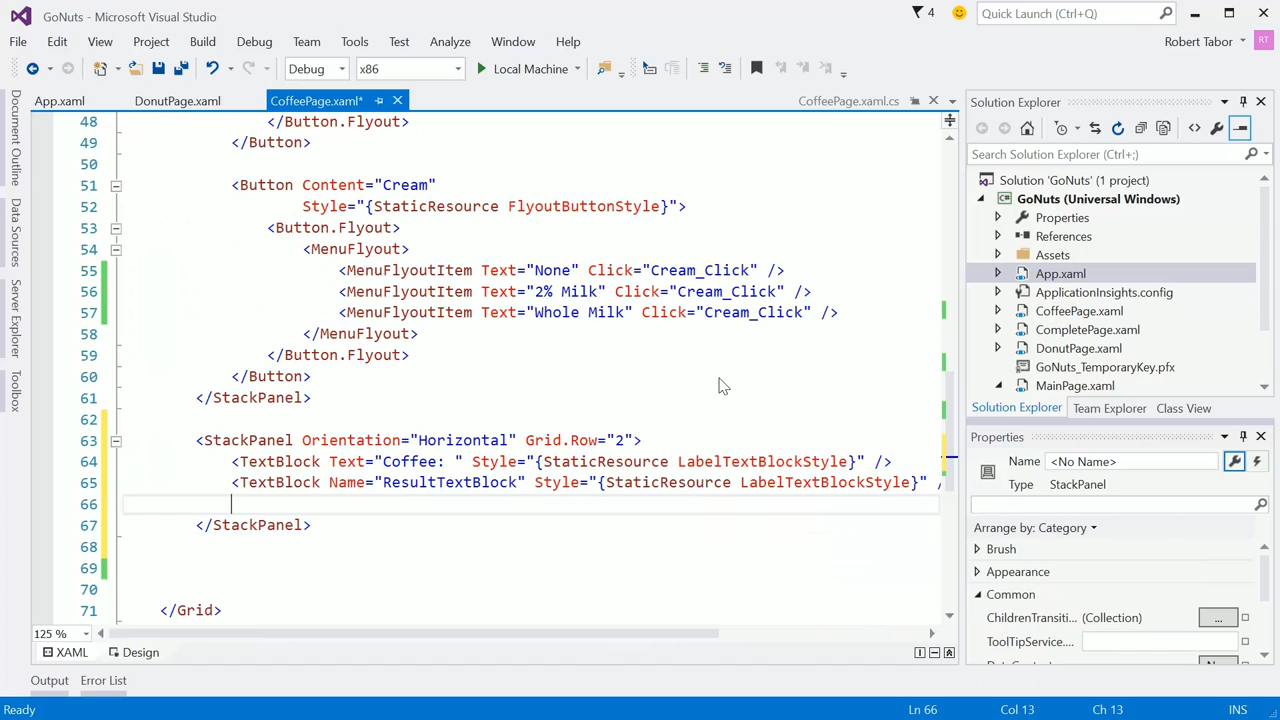 GoNuts - Microsoft Visual Studio
4
Quick Launch (Ctrl+Q)
File Edit View Project Build Debug Team Tools Test Analyze Window Help
Robert Tabor
RT
Debug x86 Local Machine
App.xaml DonutPage.xaml CoffeePage.xaml* CoffeePage.xaml.cs
Document Outline
Data Sources
Server Explorer
Toolbox
48 </Button.Flyout>
49 </Button>
50
51 <Button Content="Cream"
52 Style="{StaticResource FlyoutButtonStyle}">
53 <Button.Flyout>
54 <MenuFlyout>
55 <MenuFlyoutItem Text="None" Click="Cream_Click" />
56 <MenuFlyoutItem Text="2% Milk" Click="Cream_Click" />
57 <MenuFlyoutItem Text="Whole Milk" Click="Cream_Click" />
58 </MenuFlyout>
59 </Button.Flyout>
60 </Button>
61 </StackPanel>
62
63 <StackPanel Orientation="Horizontal" Grid.Row="2">
64 <TextBlock Text="Coffee: " Style="{StaticResource LabelTextBlockStyle}" />
65 <TextBlock Name="ResultTextBlock" Style="{StaticResource LabelTextBlockStyle}" /
66
67 </StackPanel>
68
69
70
71 </Grid>
125 %
XAML Design
Output Error List
Solution Explorer
Search Solution Explorer (Ctrl+;)
Solution 'GoNuts' (1 project)
GoNuts (Universal Windows)
Properties
References
Assets
App.xaml
ApplicationInsights.config
CoffeePage.xaml
CompletePage.xaml
DonutPage.xaml
GoNuts_TemporaryKey.pfx
MainPage.xaml
Solution Explorer Team Explorer Class View
Properties
Name <No Name>
Type StackPanel
Arrange by: Category
Brush
Appearance
Common
ChildrenTransiti... (Collection) ...
ToolTipService....
Ready Ln 66 Col 13 Ch 13 INS